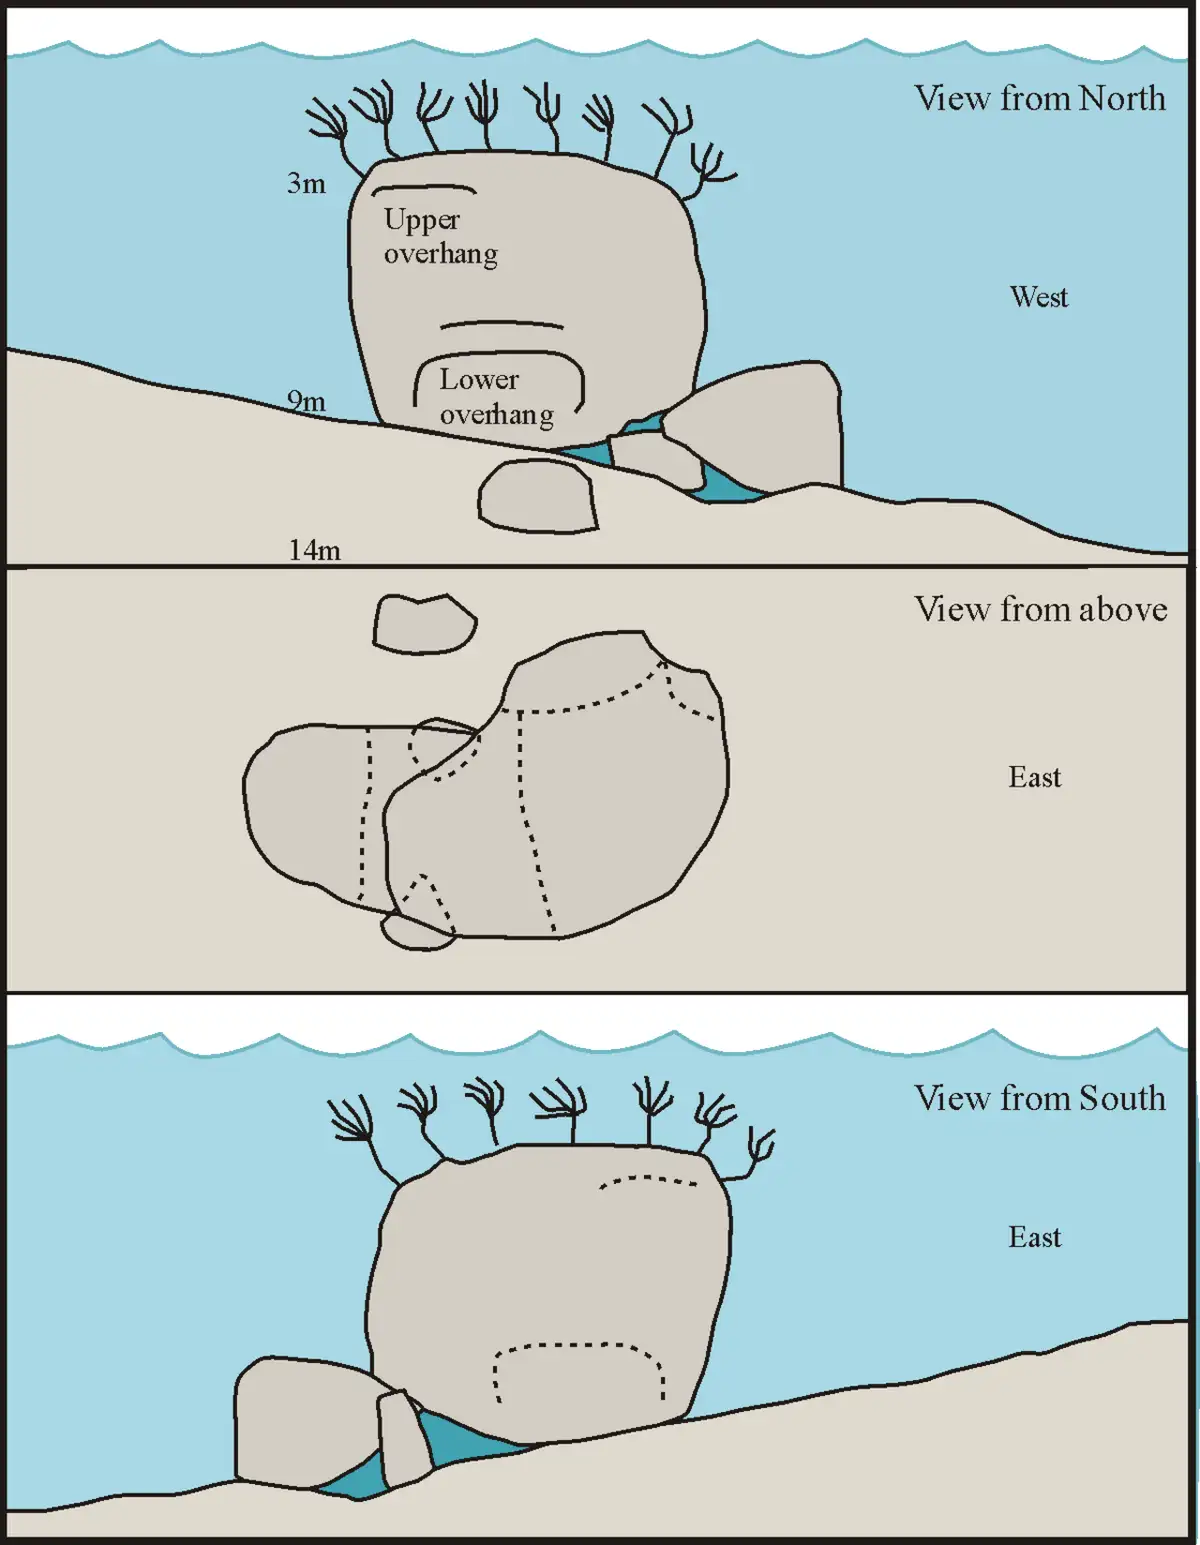 View from North
3m
Upper
overhang
West
Lower
9m
overhang
14m
View from above
East
View from South
East